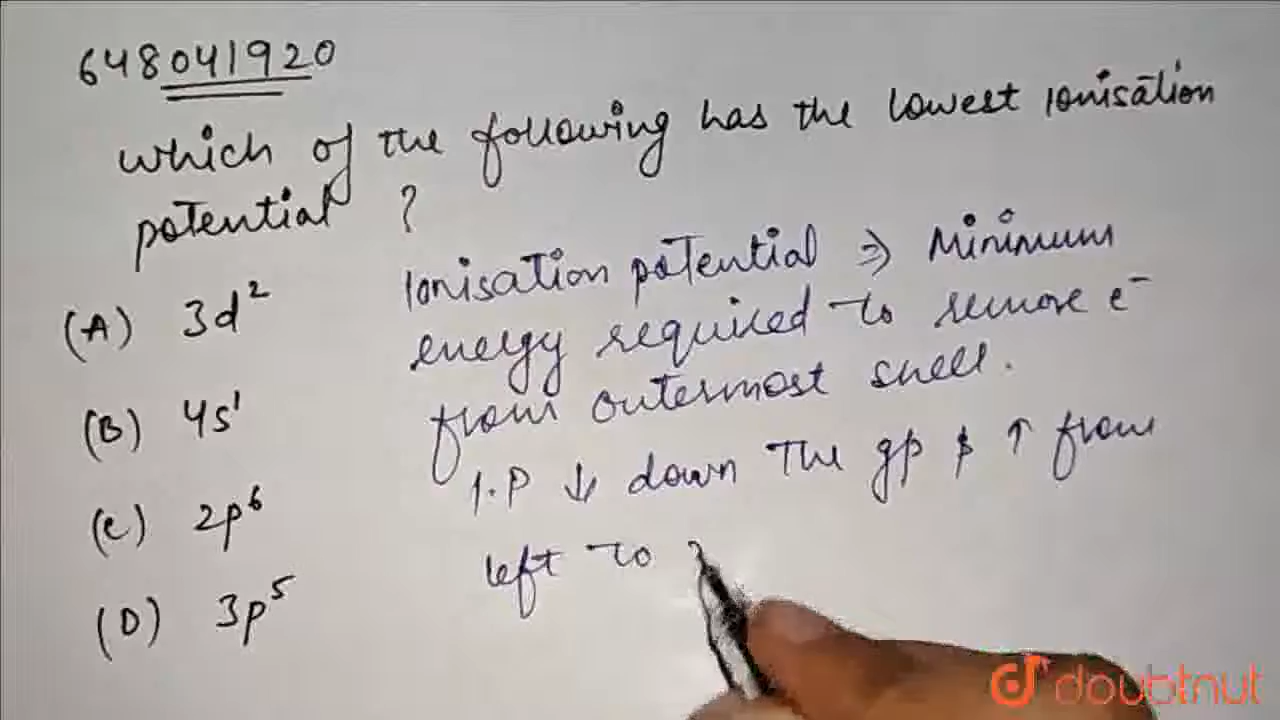 648041920
which of the following has the lowest Ionisation
potential ?
Ionisation potential ⇒ Minimum
energy required to remove e⁻
from outermost shell.
I.P ↓ down the gp & ↑ from
left to
(A) 3d²
(B) 4s¹
(C) 2p⁶
(D) 3p⁵
doubtnut